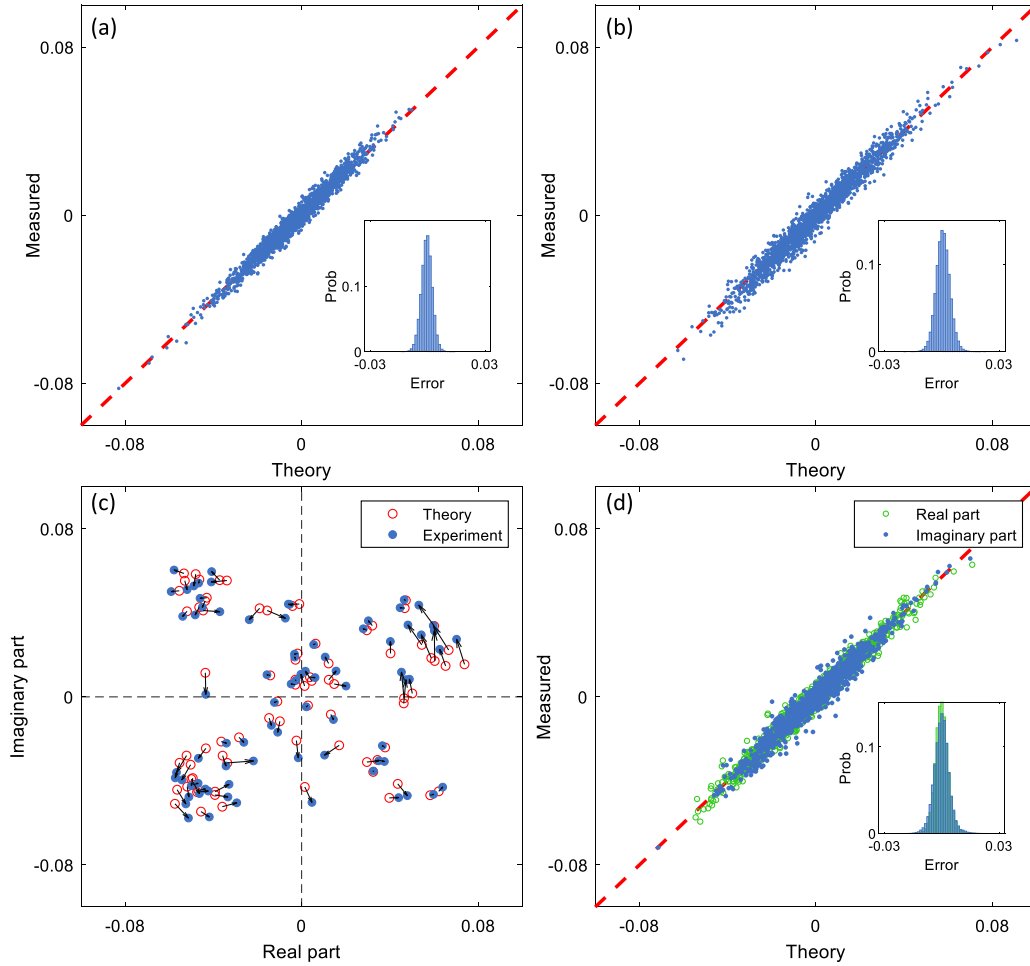 (a)
0.08
0
-0.08
Measured
-0.08
0
0.08
Theory
0.1
0
Prob
-0.03
0.03
Error
(b)
0.08
0
-0.08
Measured
-0.08
0
0.08
Theory
0.1
0
Prob
-0.03
0.03
Error
(c)
Theory
Experiment
0.08
0
-0.08
Imaginary part
-0.08
0
0.08
Real part
(d)
Real part
Imaginary part
0.08
0
-0.08
Measured
-0.08
0
0.08
Theory
0.1
0
Prob
-0.03
0.03
Error